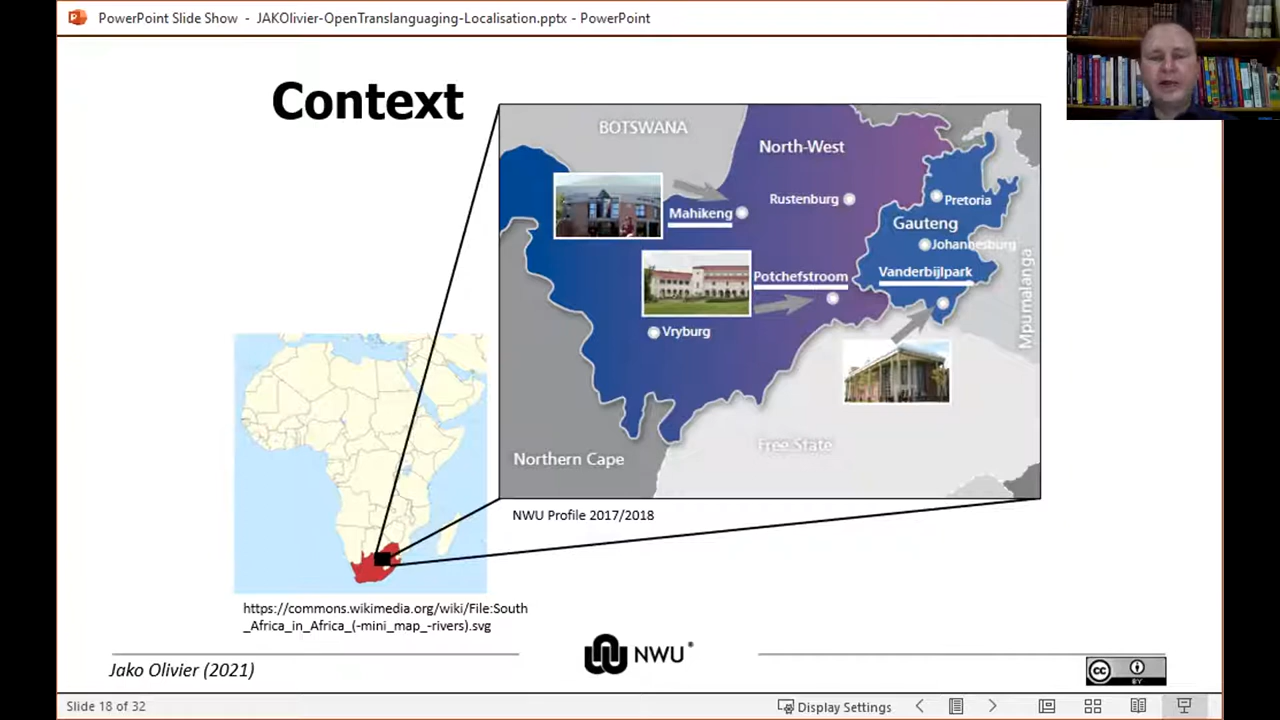 PowerPoint Slide Show - JAKOlivier-OpenTranslanguaging-Localisation.pptx - PowerPoint
Context
BOTSWANA
North-West
Mahikeng
Rustenburg
Pretoria
Gauteng
Johannesburg
Potchefstroom
Vanderbijlpark
Mpumalanga
Vryburg
Free State
Northern Cape
NWU Profile 2017/2018
https://commons.wikimedia.org/wiki/File:South
_Africa_in_Africa_(-mini_map_-rivers).svg
NWU®
Jako Olivier (2021)
CC
BY
Slide 18 of 32
Display Settings